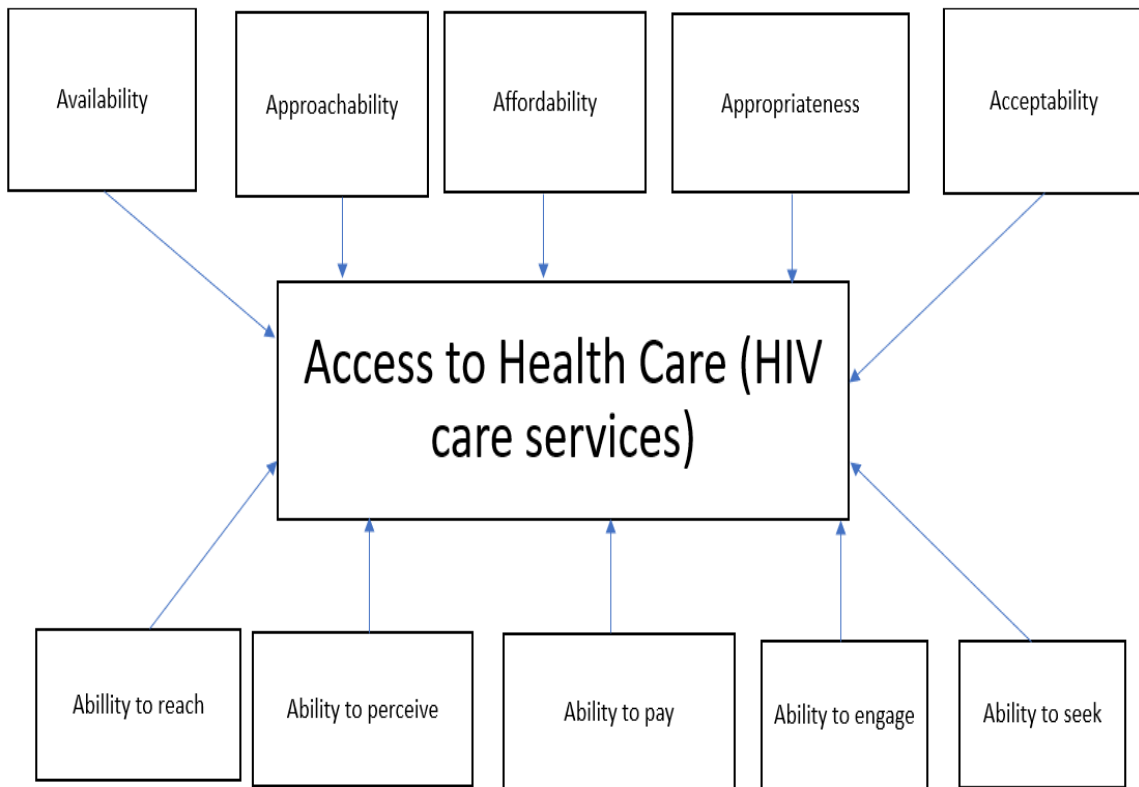 Availability
Approachability
Affordability
Appropriateness
Acceptability
Access to Health Care (HIV
care services)
Abillity to reach
Ability to perceive
Ability to pay
Ability to engage
Ability to seek